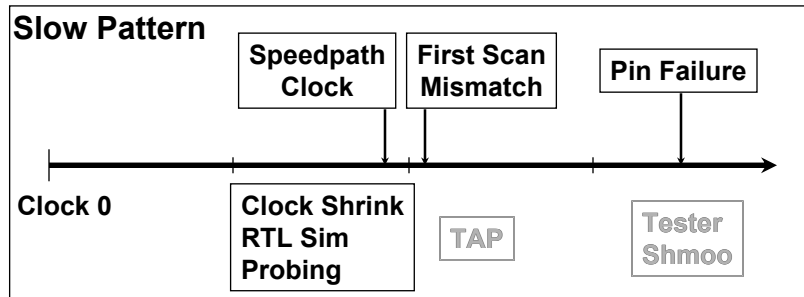 Slow Pattern
Speedpath
Clock
First Scan
Mismatch
Pin Failure
Clock 0
Clock Shrink
RTL Sim
Probing
TAP
Tester
Shmoo